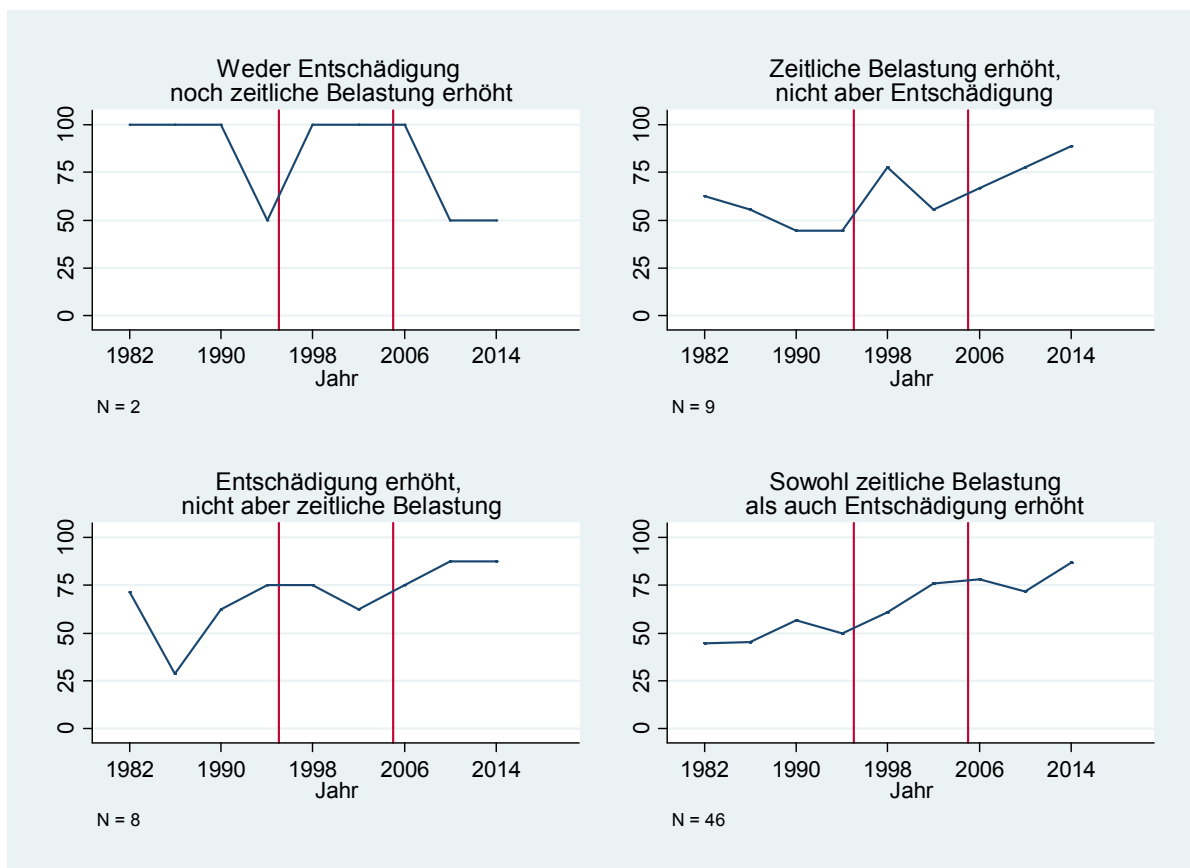 Weder Entschädigung
noch zeitliche Belastung erhöht
100
75
50
25
0
1982 1990 1998 2006 2014
Jahr
N = 2
Zeitliche Belastung erhöht,
nicht aber Entschädigung
100
75
50
25
0
1982 1990 1998 2006 2014
Jahr
N = 9
Entschädigung erhöht,
nicht aber zeitliche Belastung
100
75
50
25
0
1982 1990 1998 2006 2014
Jahr
N = 8
Sowohl zeitliche Belastung
als auch Entschädigung erhöht
100
75
50
25
0
1982 1990 1998 2006 2014
Jahr
N = 46